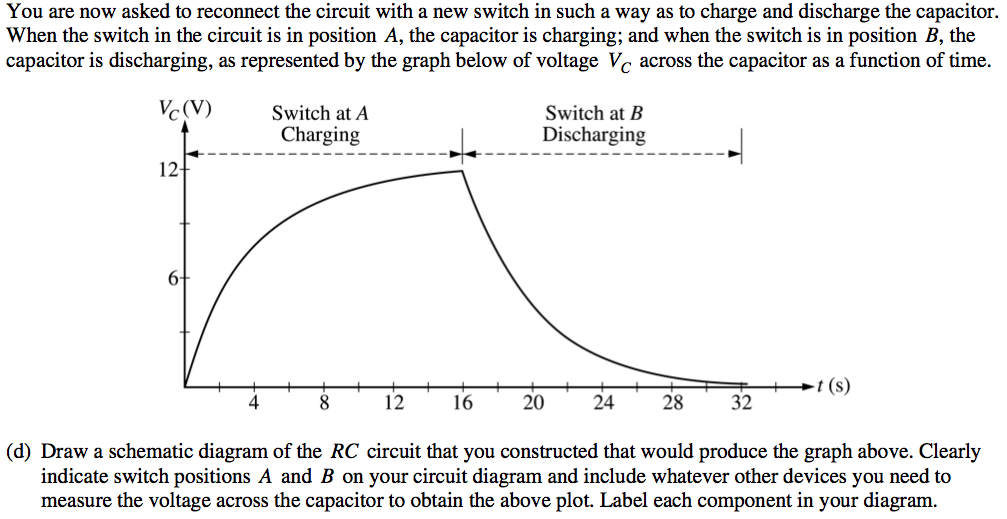 You are now asked to reconnect the circuit with a new switch in such a way as to charge and discharge the capacitor.
When the switch in the circuit is in position A, the capacitor is charging; and when the switch is in position B, the
capacitor is discharging, as represented by the graph below of voltage V_C across the capacitor as a function of time.
V_C(V)
Switch at A
Charging
Switch at B
Discharging
12
6
4 8 12 16 20 24 28 32
t (s)
(d) Draw a schematic diagram of the RC circuit that you constructed that would produce the graph above. Clearly
indicate switch positions A and B on your circuit diagram and include whatever other devices you need to
measure the voltage across the capacitor to obtain the above plot. Label each component in your diagram.